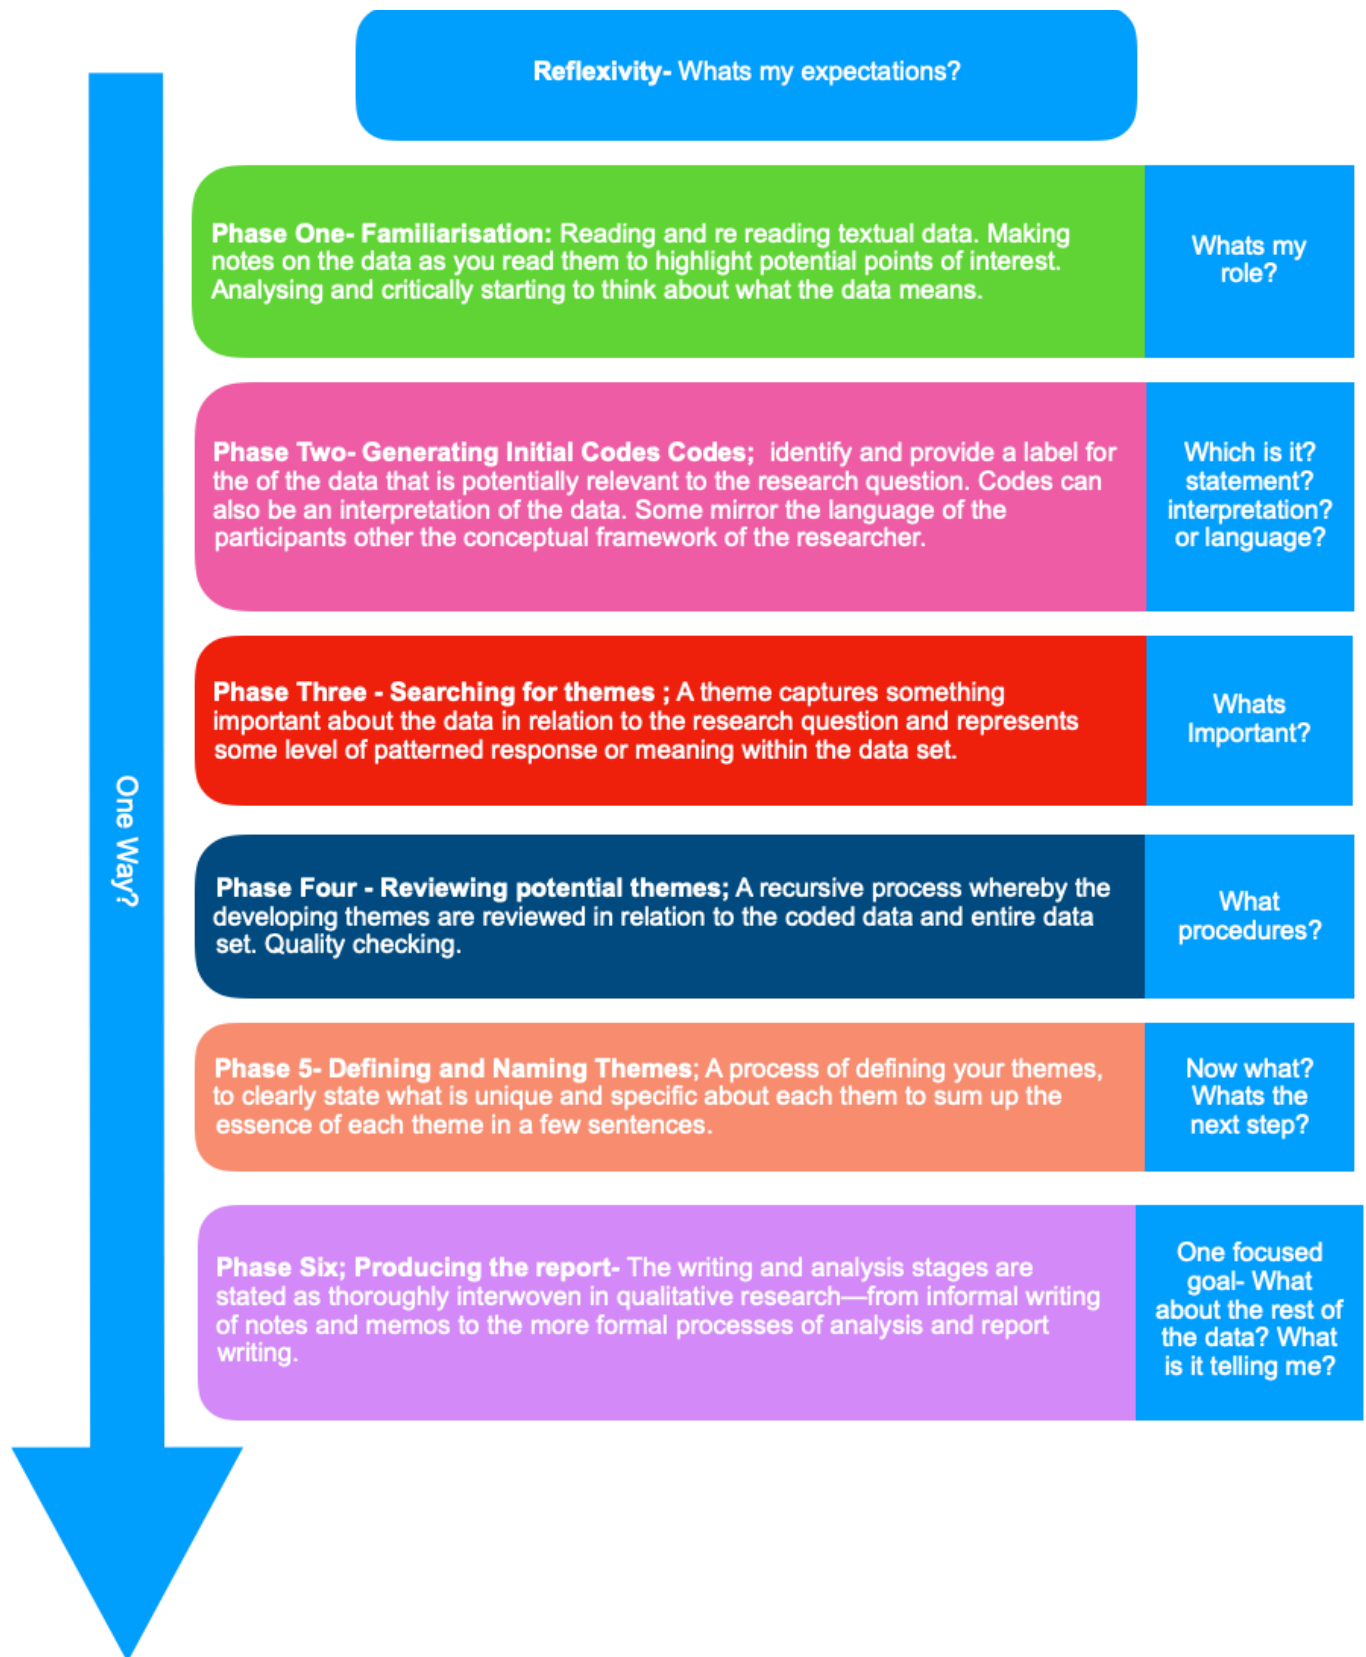 Reflexivity- Whats my expectations?
Phase One- Familiarisation: Reading and re reading textual data. Making
notes on the data as you read them to highlight potential points of interest.
Analysing and critically starting to think about what the data means.
Whats my
role?
Phase Two- Generating Initial Codes Codes;  identify and provide a label for
the of the data that is potentially relevant to the research question. Codes can
also be an interpretation of the data. Some mirror the language of the
participants other the conceptual framework of the researcher.
Which is it?
statement?
interpretation?
or language?
Phase Three - Searching for themes ; A theme captures something
important about the data in relation to the research question and represents
some level of patterned response or meaning within the data set.
Whats
Important?
One Way?
Phase Four - Reviewing potential themes; A recursive process whereby the
developing themes are reviewed in relation to the coded data and entire data
set. Quality checking.
What
procedures?
Phase 5- Defining and Naming Themes; A process of defining your themes,
to clearly state what is unique and specific about each them to sum up the
essence of each theme in a few sentences.
Now what?
Whats the
next step?
Phase Six; Producing the report- The writing and analysis stages are
stated as thoroughly interwoven in qualitative research—from informal writing
of notes and memos to the more formal processes of analysis and report
writing.
One focused
goal- What
about the rest of
the data? What
is it telling me?